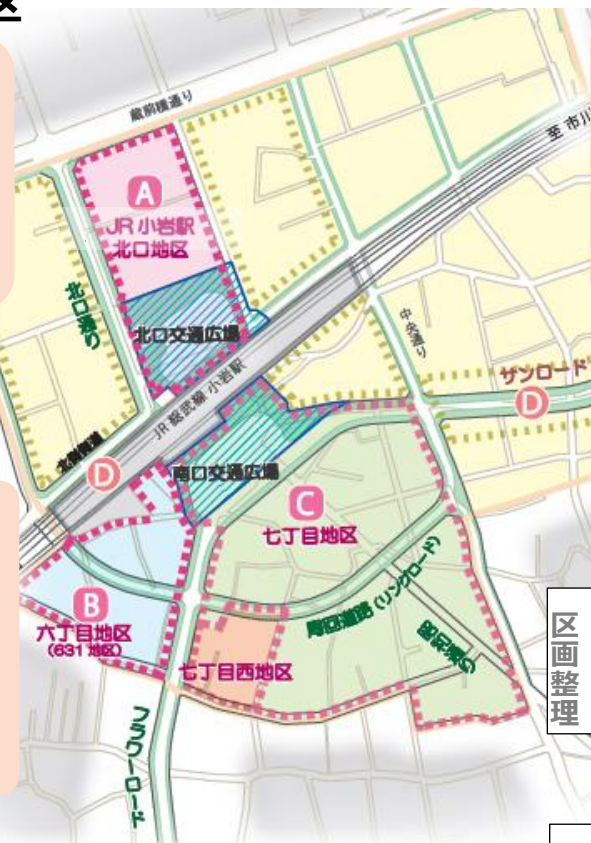 区
蔵前橋通り
至 市川
A
JR 小岩駅
北口地区
北口通り
北口交通広場
中央通り
JR 総武線 小岩駅
サンロード
D
D
南口交通広場
C
七丁目地区
B
六丁目地区
(631 地区)
周回道路(リングロード)
昭和通り
七丁目西地区
フラワーロード
区画整理